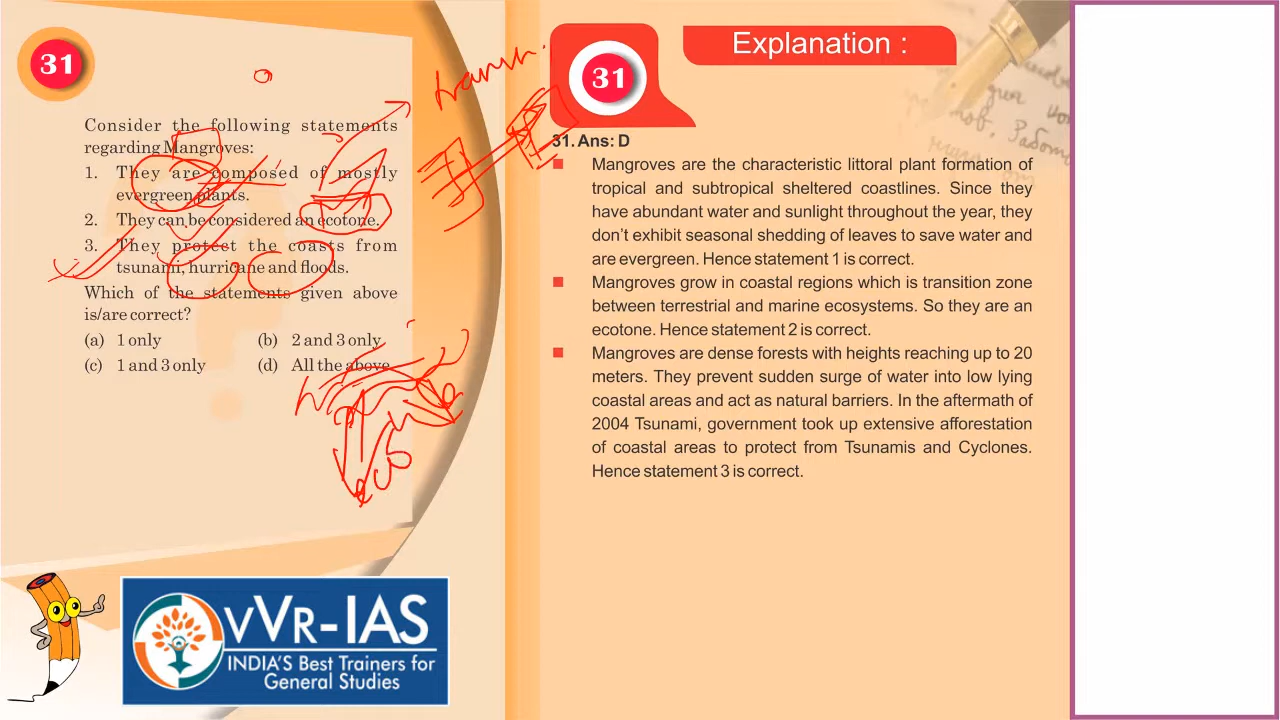 31
Consider the following statements
regarding Mangroves:
1. They are composed of mostly
evergreen plants.
2. They can be considered an ecotone.
3. They protect the coasts from
tsunami, hurricane and floods.
Which of the statements given above
is/are correct?
(a) 1 only (b) 2 and 3 only
(c) 1 and 3 only (d) All the above
VVR-IAS
INDIA'S Best Trainers for
General Studies
Explanation :
31
31. Ans: D
Mangroves are the characteristic littoral plant formation of
tropical and subtropical sheltered coastlines. Since they
have abundant water and sunlight throughout the year, they
don't exhibit seasonal shedding of leaves to save water and
are evergreen. Hence statement 1 is correct.
Mangroves grow in coastal regions which is transition zone
between terrestrial and marine ecosystems. So they are an
ecotone. Hence statement 2 is correct.
Mangroves are dense forests with heights reaching up to 20
meters. They prevent sudden surge of water into low lying
coastal areas and act as natural barriers. In the aftermath of
2004 Tsunami, government took up extensive afforestation
of coastal areas to protect from Tsunamis and Cyclones.
Hence statement 3 is correct.